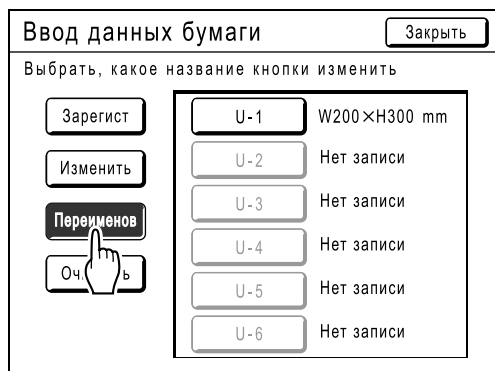 Ввод данных бумаги
Закрыть
Выбрать, какое название кнопки изменить
Зарегист
Изменить
Переименов
U-1 W200×H300 mm
U-2 Нет записи
U-3 Нет записи
U-4 Нет записи
U-5 Нет записи
U-6 Нет записи